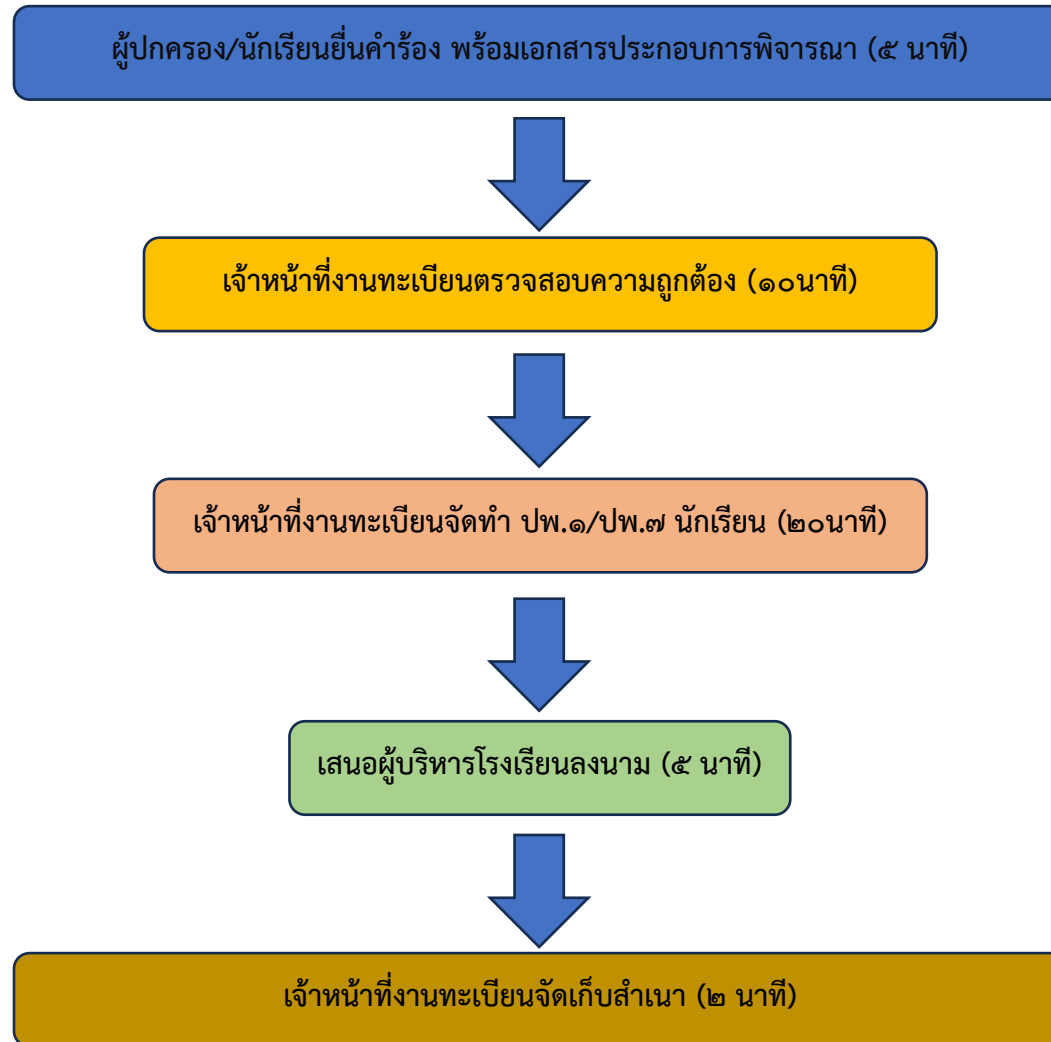 ผู้ปกครอง/นักเรียนยื่นคำร้อง พร้อมเอกสารประกอบการพิจารณา (๕ นาที)
เจ้าหน้าที่งานทะเบียนตรวจสอบความถูกต้อง (๑๐นาที)
เจ้าหน้าที่งานทะเบียนจัดทำ ปพ.๑/ปพ.๗ นักเรียน (๒๐นาที)
เสนอผู้บริหารโรงเรียนลงนาม (๕ นาที)
เจ้าหน้าที่งานทะเบียนจัดเก็บสำเนา (๒ นาที)